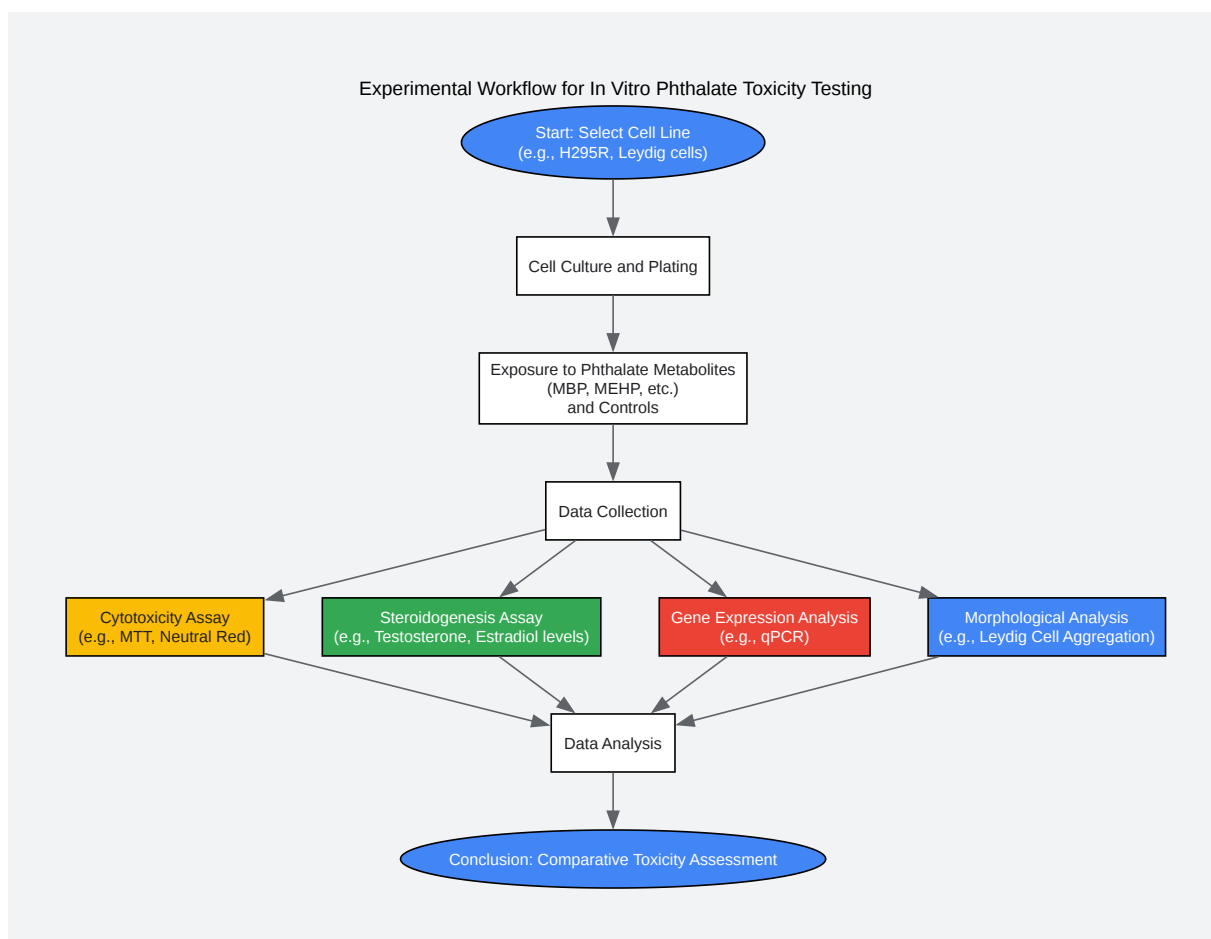 Experimental Workflow for In Vitro Phthalate Toxicity Testing
Start: Select Cell Line
(e.g., H295R, Leydig cells)
Cell Culture and Plating
Exposure to Phthalate Metabolites
(MBP, MEHP, etc.)
and Controls
Data Collection
Cytotoxicity Assay
(e.g., MTT, Neutral Red)
Steroidogenesis Assay
(e.g., Testosterone, Estradiol levels)
Gene Expression Analysis
(e.g., qPCR)
Morphological Analysis
(e.g., Leydig Cell Aggregation)
Data Analysis
Conclusion: Comparative Toxicity Assessment